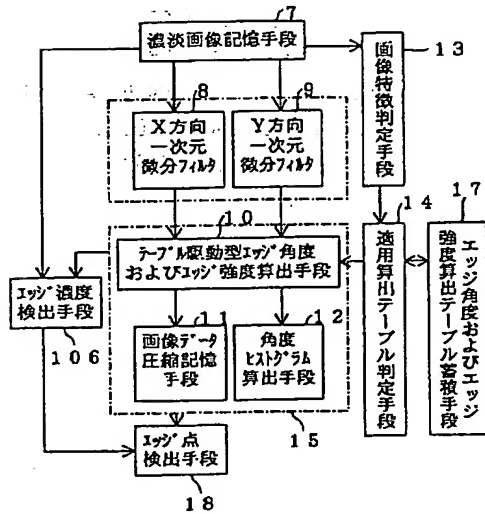 濃淡画像記憶手段
7
8
X方向
一次元
微分フィルタ
9
Y方向
一次元
微分フィルタ
13
画像特徴判定手段
10
テーブル駆動型エッジ角度
およびエッジ強度算出手段
14
適用算出テーブル判定手段
17
エッジ角度およびエッジ
強度算出テーブル蓄積手段
エッジ濃度
検出手段
106
11
画像データ
圧縮記憶
手段
12
角度
ヒストグラム
算出手段
15
エッジ点
検出手段
18